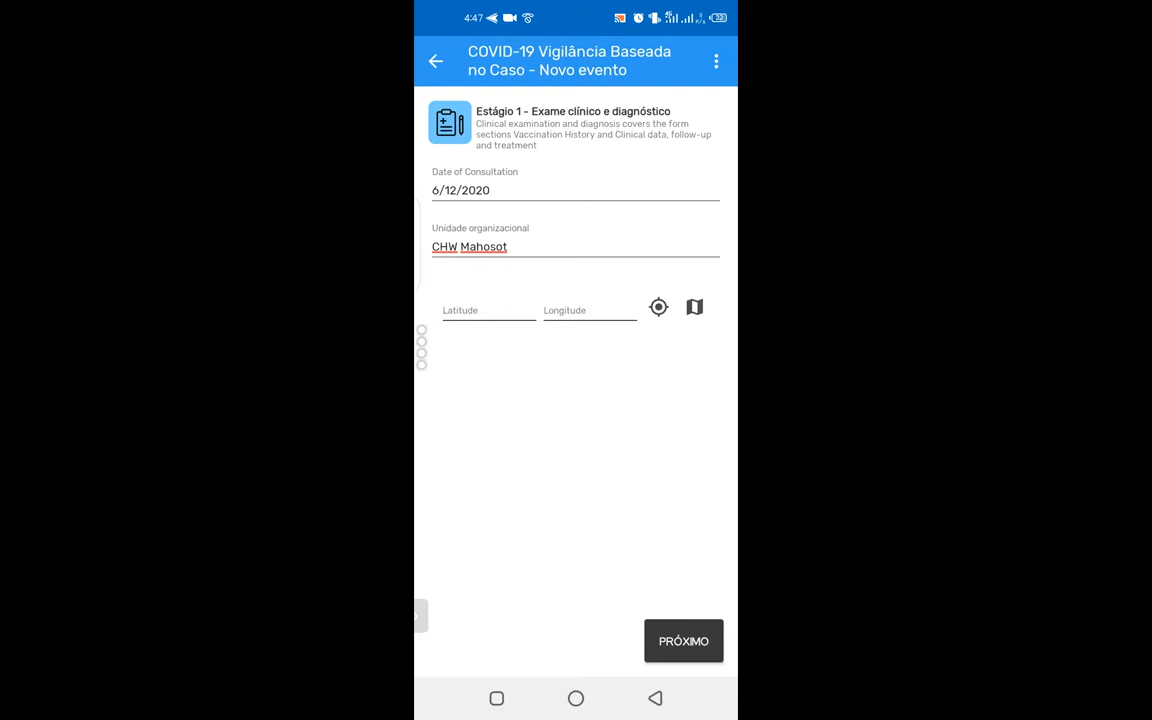 4:47
4G
32
COVID-19 Vigilância Baseada
no Caso - Novo evento
Estágio 1 - Exame clínico e diagnóstico
Clinical examination and diagnosis covers the form
sections Vaccination History and Clinical data, follow-up
and treatment
Date of Consultation
6/12/2020
Unidade organizacional
CHW Mahosot
Latitude Longitude
PRÓXIMO